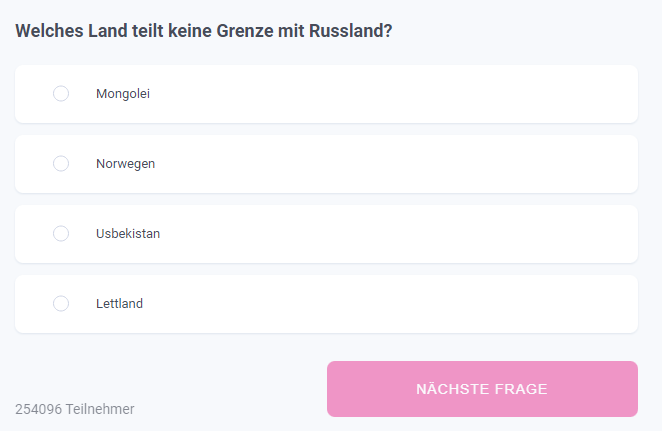 Welches Land teilt keine Grenze mit Russland?
Mongolei
Norwegen
Usbekistan
Lettland
NÄCHSTE FRAGE
254096 Teilnehmer